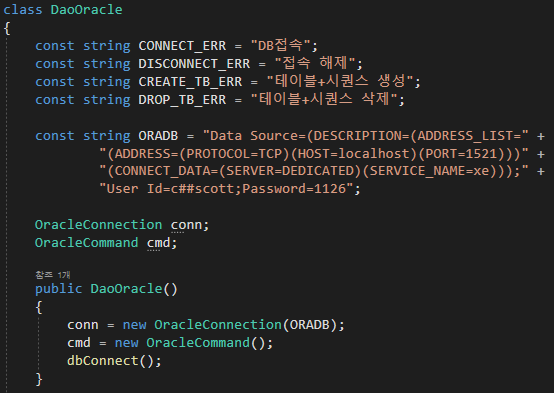 class DaoOracle
{
const string CONNECT_ERR = "DB접속";
const string DISCONNECT_ERR = "접속 해제";
const string CREATE_TB_ERR = "테이블+시퀀스 생성";
const string DROP_TB_ERR = "테이블+시퀀스 삭제";
const string ORADB = "Data Source=(DESCRIPTION=(ADDRESS_LIST=" +
"(ADDRESS=(PROTOCOL=TCP)(HOST=localhost)(PORT=1521)))" +
"(CONNECT_DATA=(SERVER=DEDICATED)(SERVICE_NAME=xe)));" +
"User Id=c##scott;Password=1126";
OracleConnection conn;
OracleCommand cmd;
참조 1개
public DaoOracle()
{
conn = new OracleConnection(ORADB);
cmd = new OracleCommand();
dbConnect();
}